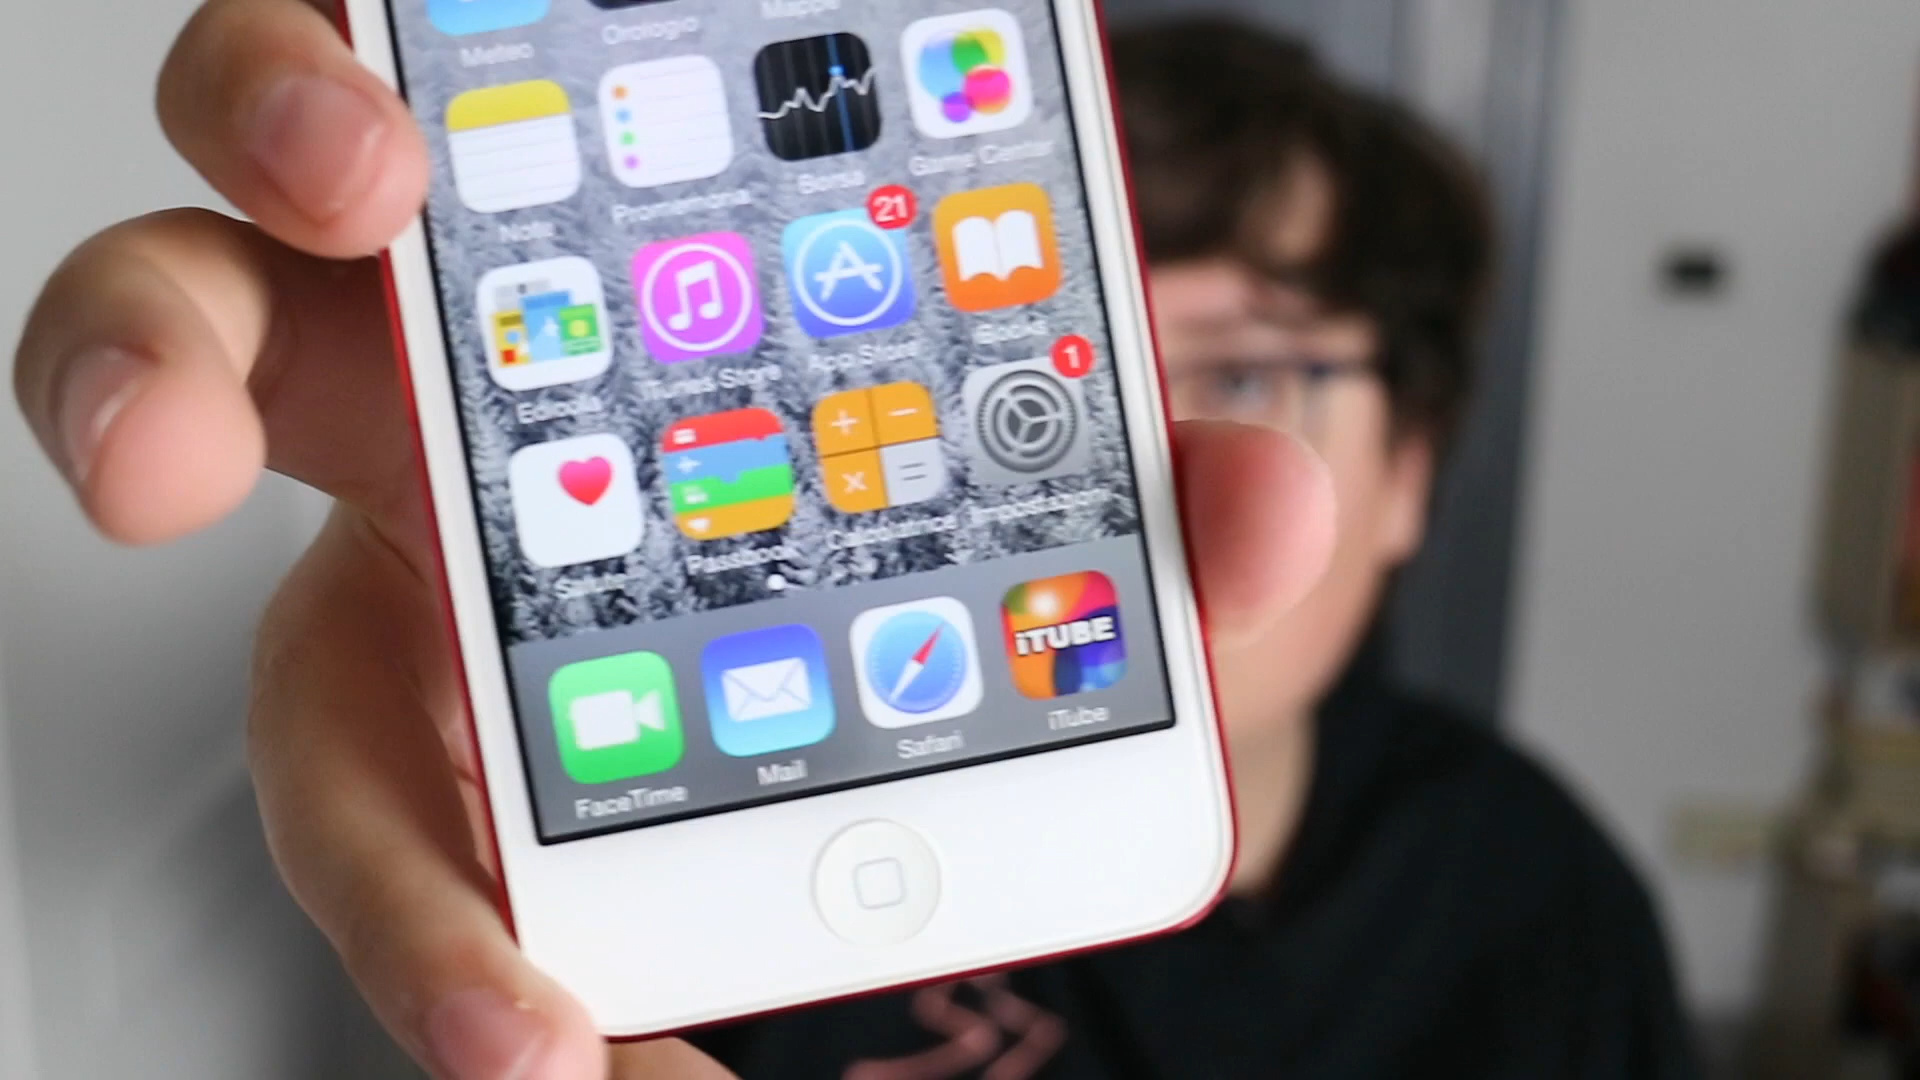 Meteo
Orologio
Mappe
Note
Promemoria
Borsa
Game Center
21
Edicola
iTunes Store
App Store
iBooks
1
Salute
Passbook
Calcolatrice
Impostazioni
iTUBE
FaceTime
Mail
Safari
iTube